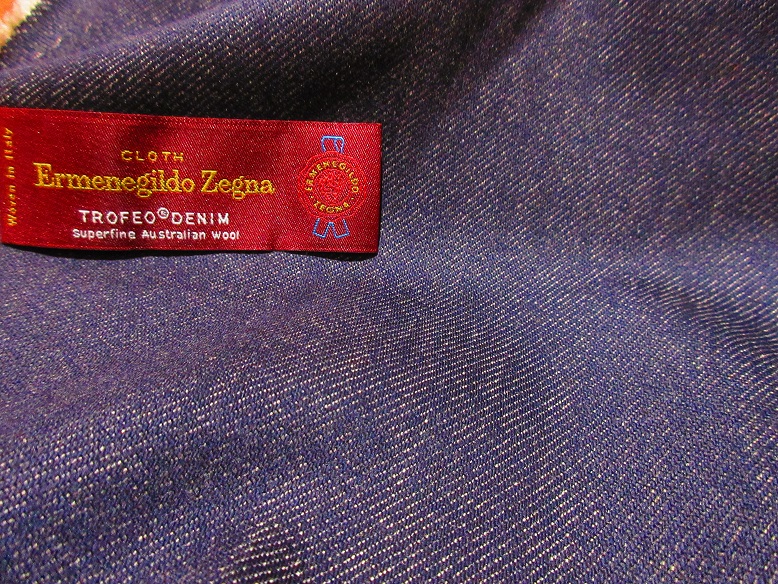 CLOTH
Ermenegildo Zegna
TROFEO®DENIM
Superfine Australian Wool
Woven in Italy
ERMENEGILDO
ZEGNA